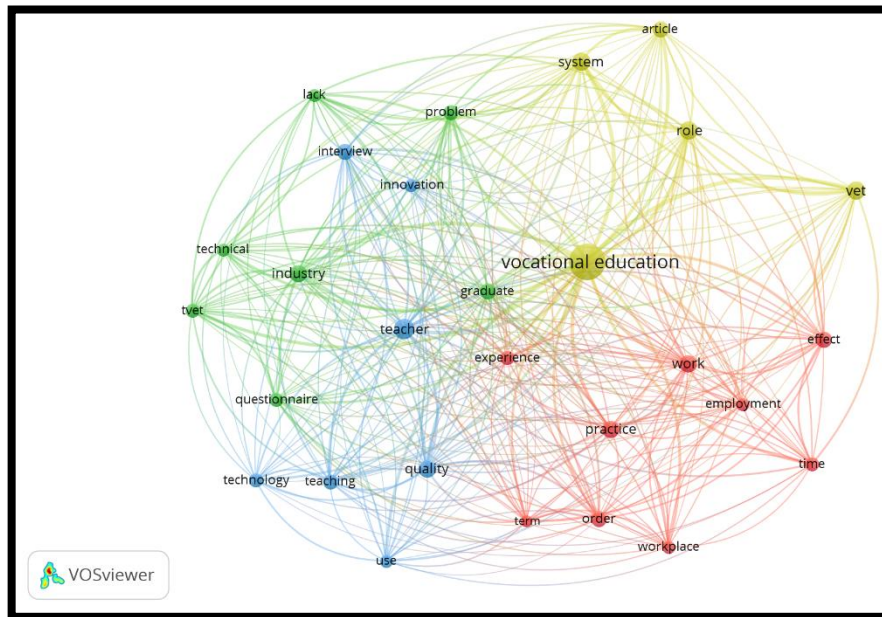 article
system
lack
problem
role
interview
innovation
vet
technical
vocational education
industry
graduate
tvet
teacher
effect
experience
work
questionnaire
employment
practice
quality
time
technology
teaching
term
order
workplace
use
VOSviewer